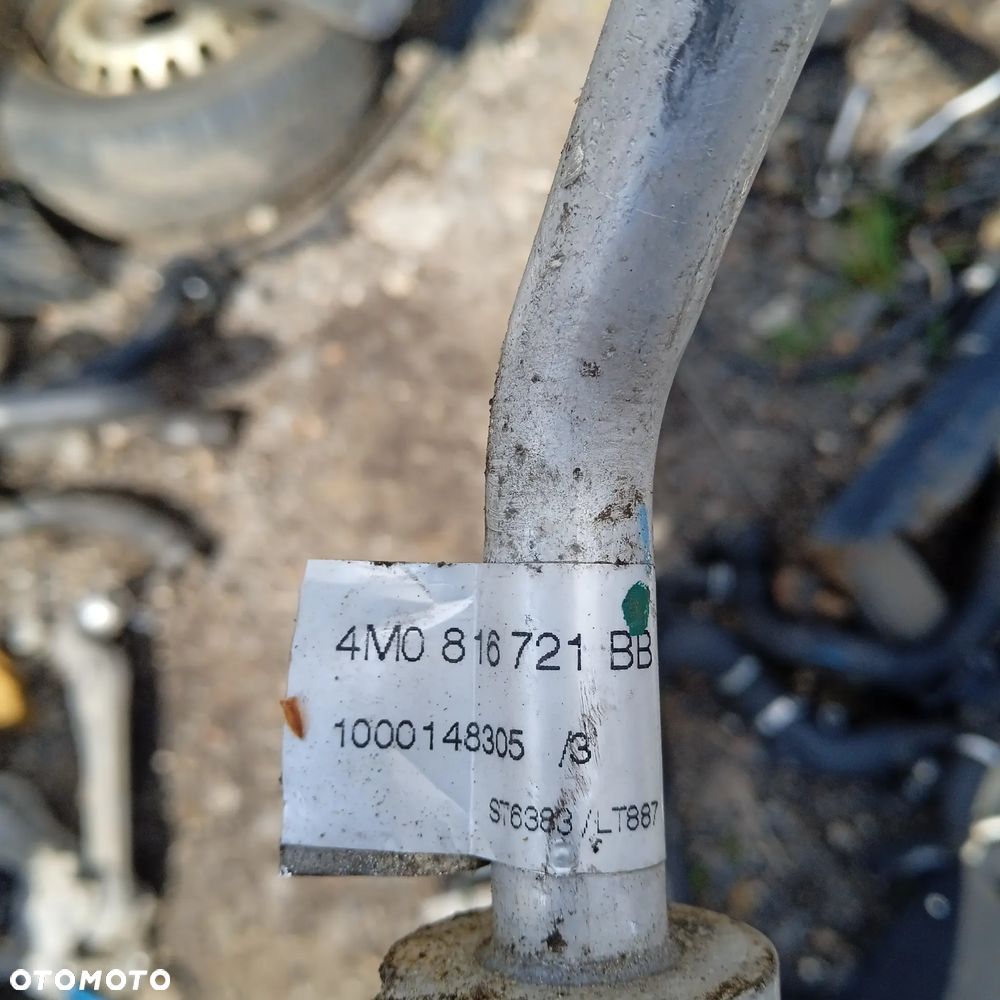 4M0 816 721 BB
1000148305 /3
ST6383 /LT887
OTOMOTO